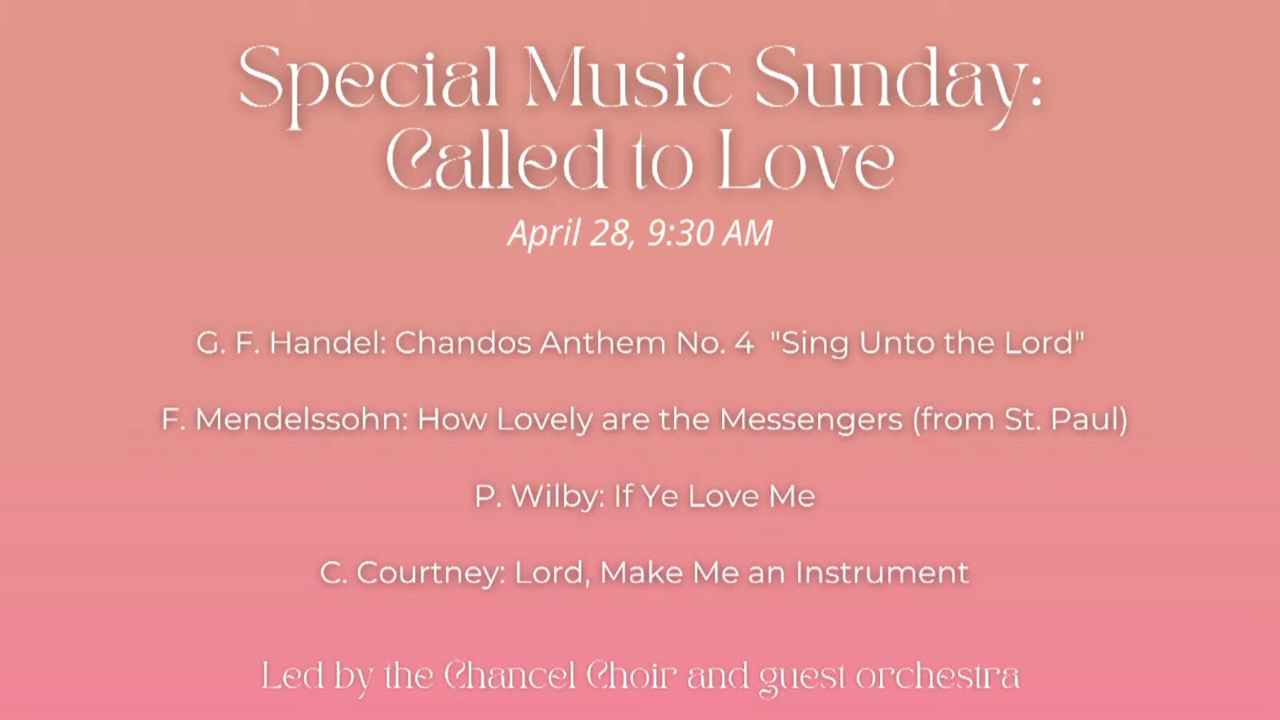 Special Music Sunday:
Called to Love
April 28, 9:30 AM
G. F. Handel: Chandos Anthem No. 4 "Sing Unto the Lord"
F. Mendelssohn: How Lovely are the Messengers (from St. Paul)
P. Wilby: If Ye Love Me
C. Courtney: Lord, Make Me an Instrument
Led by the Chancel Choir and guest orchestra